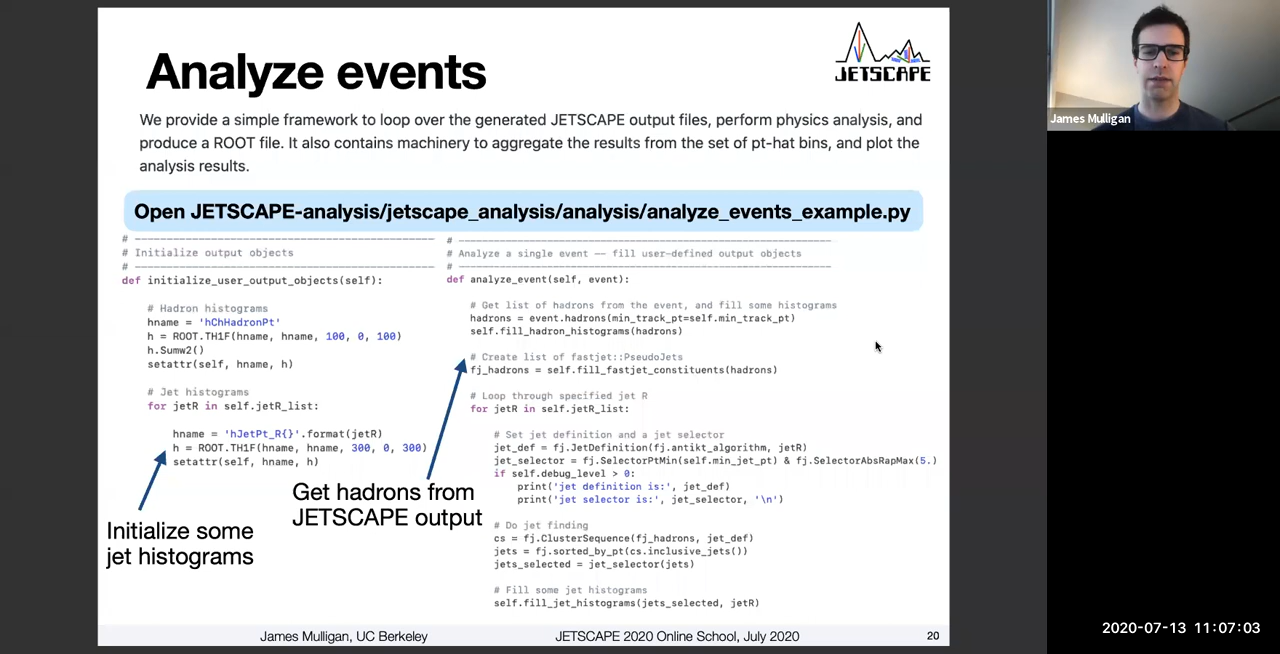 Analyze events
JETSCAPE
We provide a simple framework to loop over the generated JETSCAPE output files, perform physics analysis, and
produce a ROOT file. It also contains machinery to aggregate the results from the set of pt-hat bins, and plot the
analysis results.
Open JETSCAPE-analysis/jetscape_analysis/analysis/analyze_events_example.py
# ---------------------------------------------------------------
# Initialize output objects
# ---------------------------------------------------------------
def initialize_user_output_objects(self):
# Hadron histograms
hname = 'hChHadronPt'
h = ROOT.TH1F(hname, hname, 100, 0, 100)
h.Sumw2()
setattr(self, hname, h)
# Jet histograms
for jetR in self.jetR_list:
hname = 'hJetPt_R{}'.format(jetR)
h = ROOT.TH1F(hname, hname, 300, 0, 300)
setattr(self, hname, h)
Initialize some
jet histograms
# ---------------------------------------------------------------
# Analyze a single event -- fill user-defined output objects
# ---------------------------------------------------------------
def analyze_event(self, event):
# Get list of hadrons from the event, and fill some histograms
hadrons = event.hadrons(min_track_pt=self.min_track_pt)
self.fill_hadron_histograms(hadrons)
# Create list of fastjet::PseudoJets
fj_hadrons = self.fill_fastjet_constituents(hadrons)
# Loop through specified jet R
for jetR in self.jetR_list:
# Set jet definition and a jet selector
jet_def = fj.JetDefinition(fj.antikt_algorithm, jetR)
jet_selector = fj.SelectorPtMin(self.min_jet_pt) & fj.SelectorAbsRapMax(5.)
if self.debug_level > 0:
print('jet definition is:', jet_def)
print('jet selector is:', jet_selector, '\n')
# Do jet finding
cs = fj.ClusterSequence(fj_hadrons, jet_def)
jets = fj.sorted_by_pt(cs.inclusive_jets())
jets_selected = jet_selector(jets)
# Fill some jet histograms
self.fill_jet_histograms(jets_selected, jetR)
Get hadrons from
JETSCAPE output
James Mulligan, UC Berkeley
JETSCAPE 2020 Online School, July 2020
20
James Mulligan
2020-07-13 11:07:03